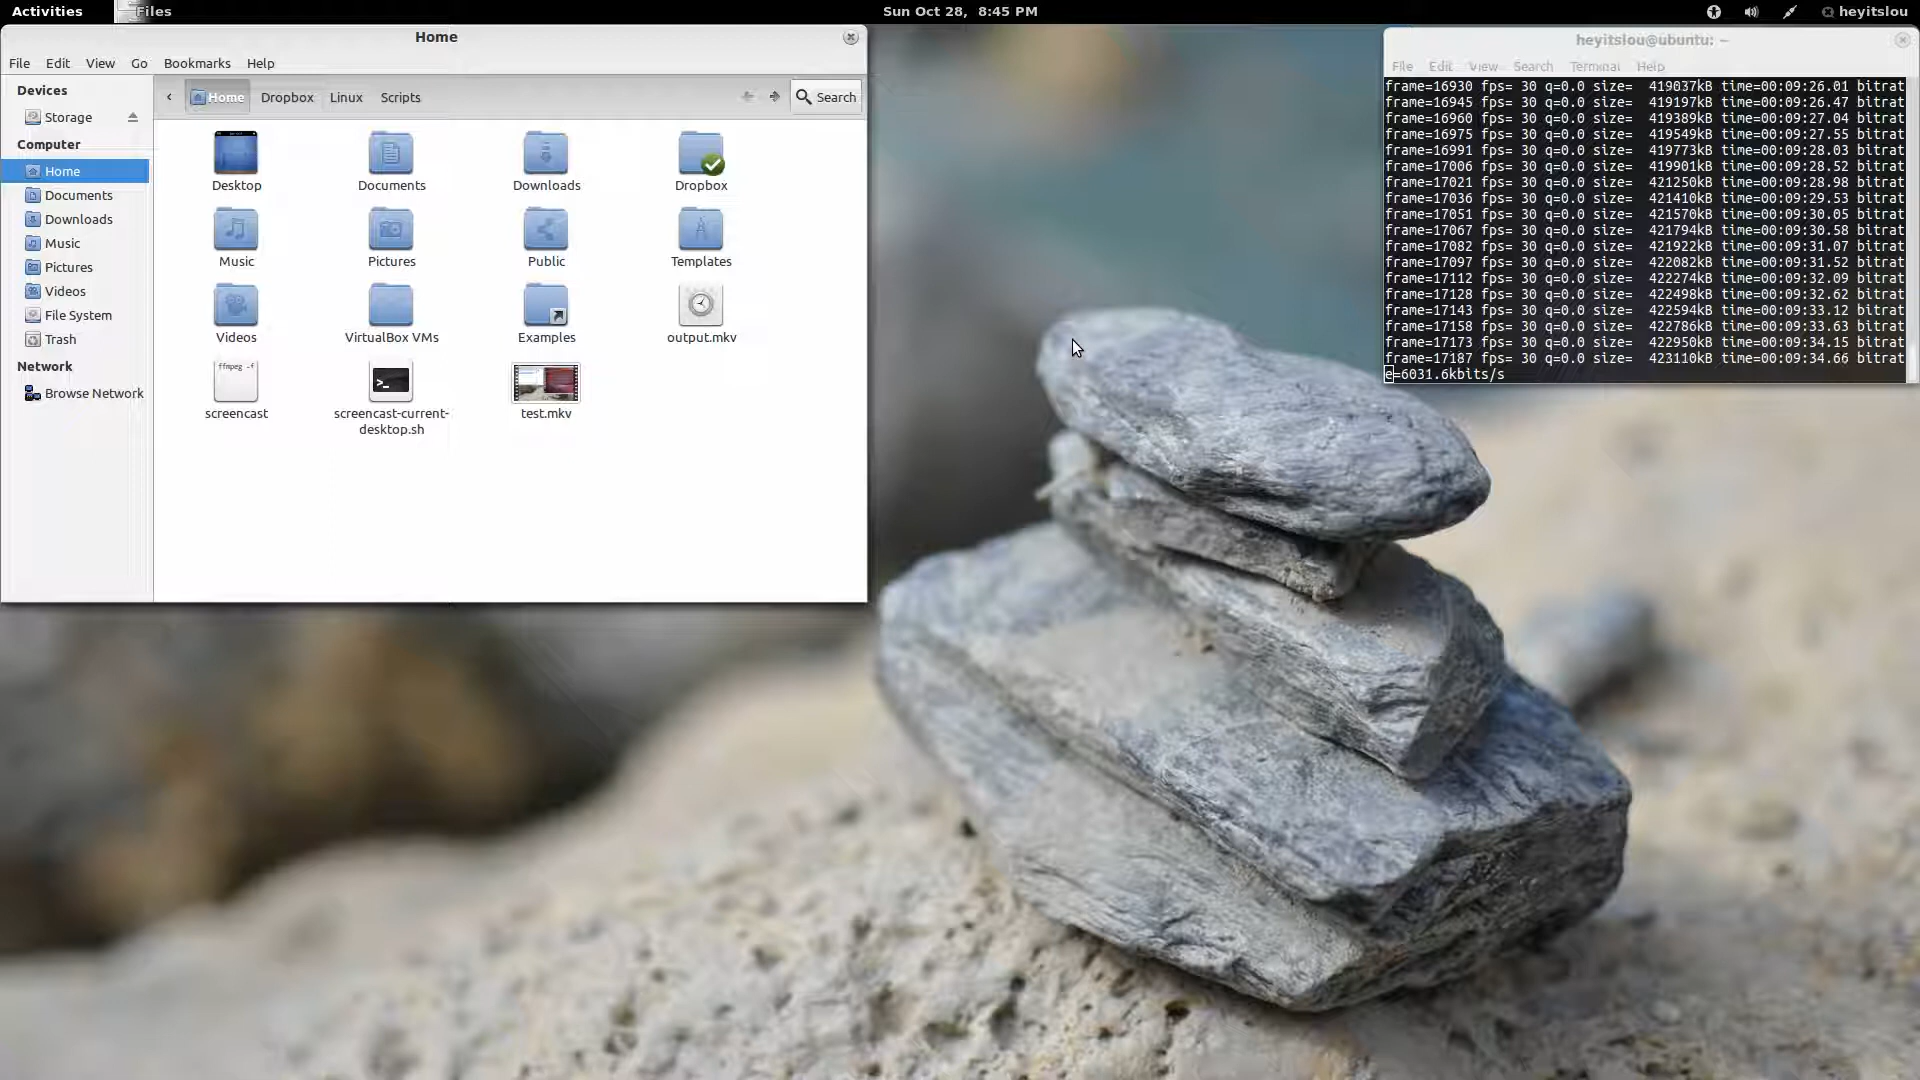 Activities Files Sun Oct 28, 8:45 PM heyitslou
Home
File Edit View Go Bookmarks Help
Devices
Storage
Computer
Home
Documents
Downloads
Music
Pictures
Videos
File System
Trash
Network
Browse Network
Home Dropbox Linux Scripts Search
Desktop Documents Downloads Dropbox
Music Pictures Public Templates
Videos VirtualBox VMs Examples output.mkv
ffmpeg -f
screencast screencast-current-desktop.sh test.mkv
heyitslou@ubuntu: ~
File Edit View Search Terminal Help
frame=16930 fps= 30 q=0.0 size=  419037kB time=00:09:26.01 bitrat
frame=16945 fps= 30 q=0.0 size=  419197kB time=00:09:26.47 bitrat
frame=16960 fps= 30 q=0.0 size=  419389kB time=00:09:27.04 bitrat
frame=16975 fps= 30 q=0.0 size=  419549kB time=00:09:27.55 bitrat
frame=16991 fps= 30 q=0.0 size=  419773kB time=00:09:28.03 bitrat
frame=17006 fps= 30 q=0.0 size=  419901kB time=00:09:28.52 bitrat
frame=17021 fps= 30 q=0.0 size=  421250kB time=00:09:28.98 bitrat
frame=17036 fps= 30 q=0.0 size=  421410kB time=00:09:29.53 bitrat
frame=17051 fps= 30 q=0.0 size=  421570kB time=00:09:30.05 bitrat
frame=17067 fps= 30 q=0.0 size=  421794kB time=00:09:30.58 bitrat
frame=17082 fps= 30 q=0.0 size=  421922kB time=00:09:31.07 bitrat
frame=17097 fps= 30 q=0.0 size=  422082kB time=00:09:31.52 bitrat
frame=17112 fps= 30 q=0.0 size=  422274kB time=00:09:32.09 bitrat
frame=17128 fps= 30 q=0.0 size=  422498kB time=00:09:32.62 bitrat
frame=17143 fps= 30 q=0.0 size=  422594kB time=00:09:33.12 bitrat
frame=17158 fps= 30 q=0.0 size=  422786kB time=00:09:33.63 bitrat
frame=17173 fps= 30 q=0.0 size=  422950kB time=00:09:34.15 bitrat
frame=17187 fps= 30 q=0.0 size=  423110kB time=00:09:34.66 bitrat
e=6031.6kbits/s